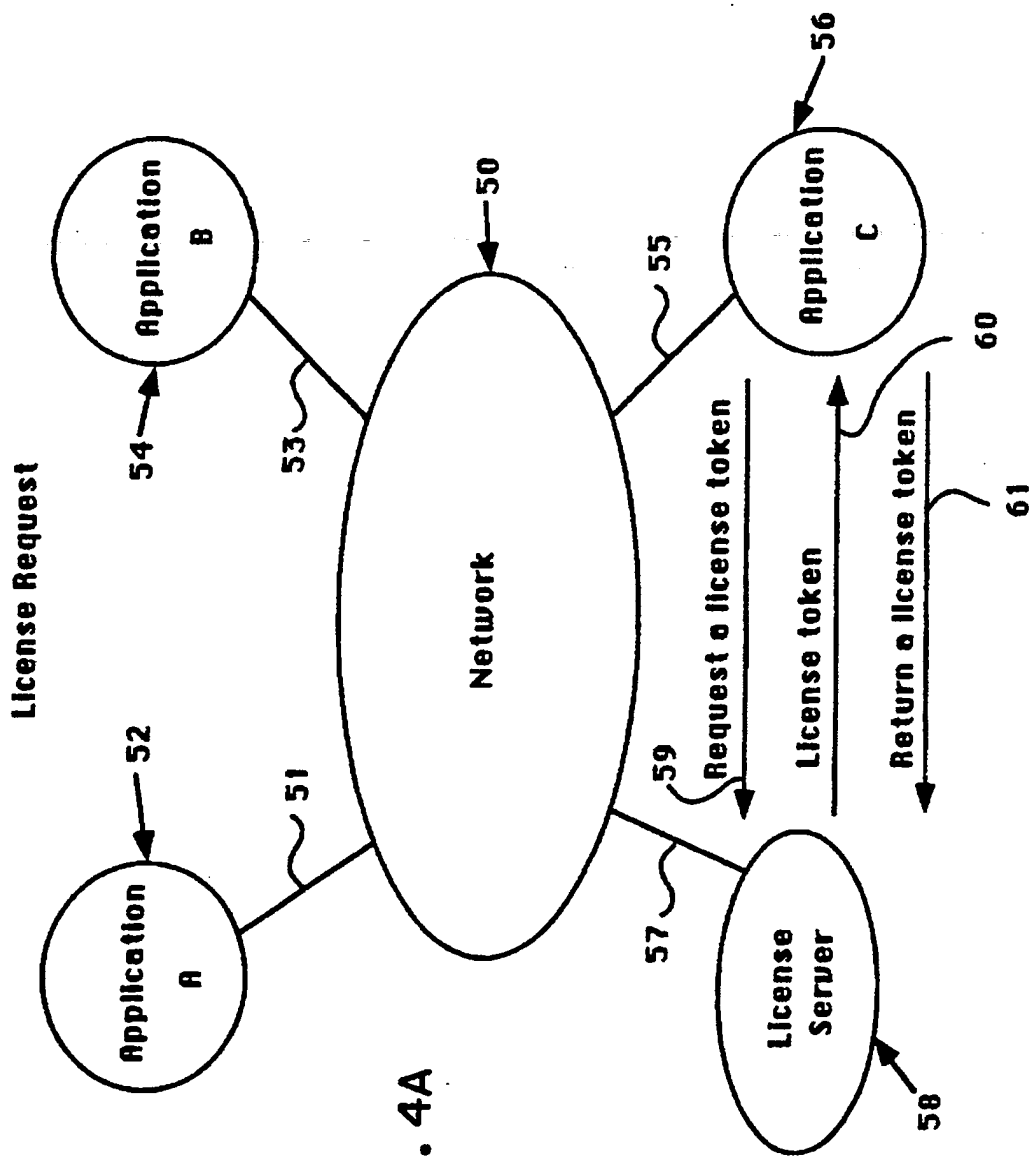 License Request
Application
A
52
51
Application
B
54
53
Network
50
55
57
Application
C
56
License
Server
58
59
Request a license token
License token
60
Return a license token
61
. 4A